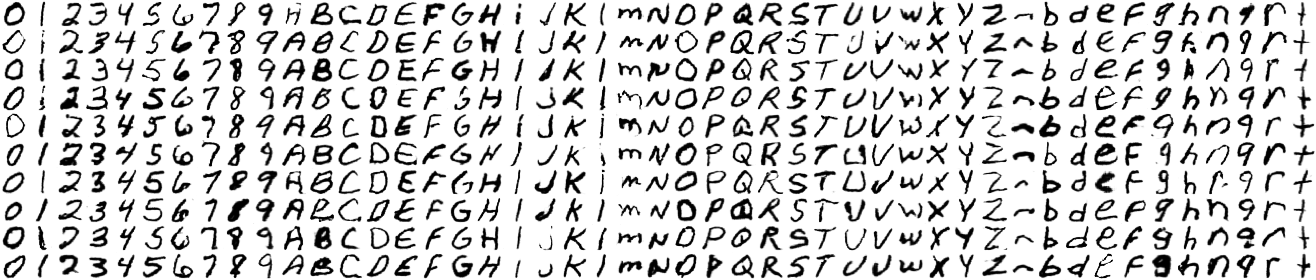 0 1 2 3 4 5 6 7 8 9 A B C D E F G H i J K l m N O P Q R S T U V w X Y Z ~ b d e F g h n q r t
0 1 2 3 4 5 6 7 8 9 A B C D E F G H I J K l m N O P Q R S T U V w X Y Z ~ b d e F g h n q r t
0 1 2 3 4 5 6 7 8 9 A B C D E F G H I J K l m N O P Q R S T U V w X Y Z ~ b d e F g h n q r t
0 1 2 3 4 5 6 7 8 9 A B C D E F G H I J K l m N O P Q R S T U V w X Y Z ~ b d e F g h n q r t
0 1 2 3 4 5 6 7 8 9 A B C D E F G H I J K l m N O P Q R S T U V w X Y Z ~ b d e F g h n q r t
0 1 2 3 4 5 6 7 8 9 A B C D E F G H I J K l m N O P Q R S T U V w X Y Z ~ b d e F g h n q r t
0 1 2 3 4 5 6 7 8 9 A B C D E F G H I J K l m N O P Q R S T U V w X Y Z ~ b d e F g h n q r t
0 1 2 3 4 5 6 7 8 9 A B C D E F G H I J K l m N O P Q R S T U V w X Y Z ~ b d e F g h n q r t
0 1 2 3 4 5 6 7 8 9 A B C D E F G H I J K l m N O P Q R S T U V w X Y Z ~ b d e F g h n q r t
0 1 2 3 4 5 6 7 8 9 A B C D E F G H I J K l m N O P Q R S T U V w X Y Z ~ b d e F g h n q r t